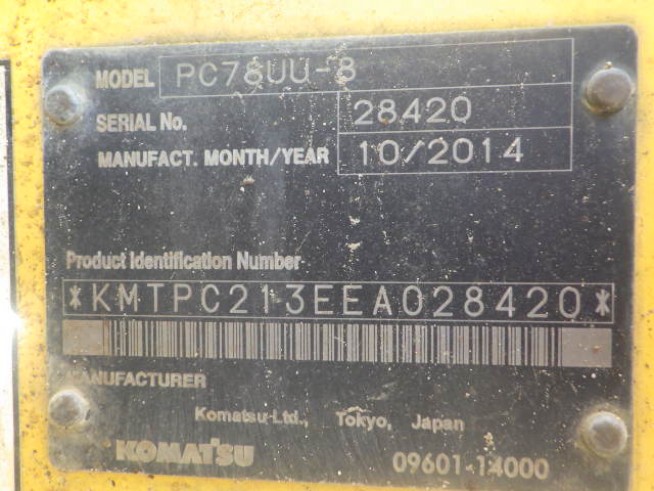 MODEL PC78UU-8
SERIAL No. 28420
MANUFACT. MONTH/YEAR 10/2014
Product Identification Number
*KMTPC213EEA028420*
MANUFACTURER
Komatsu Ltd., Tokyo, Japan
KOMATSU 09601-14000